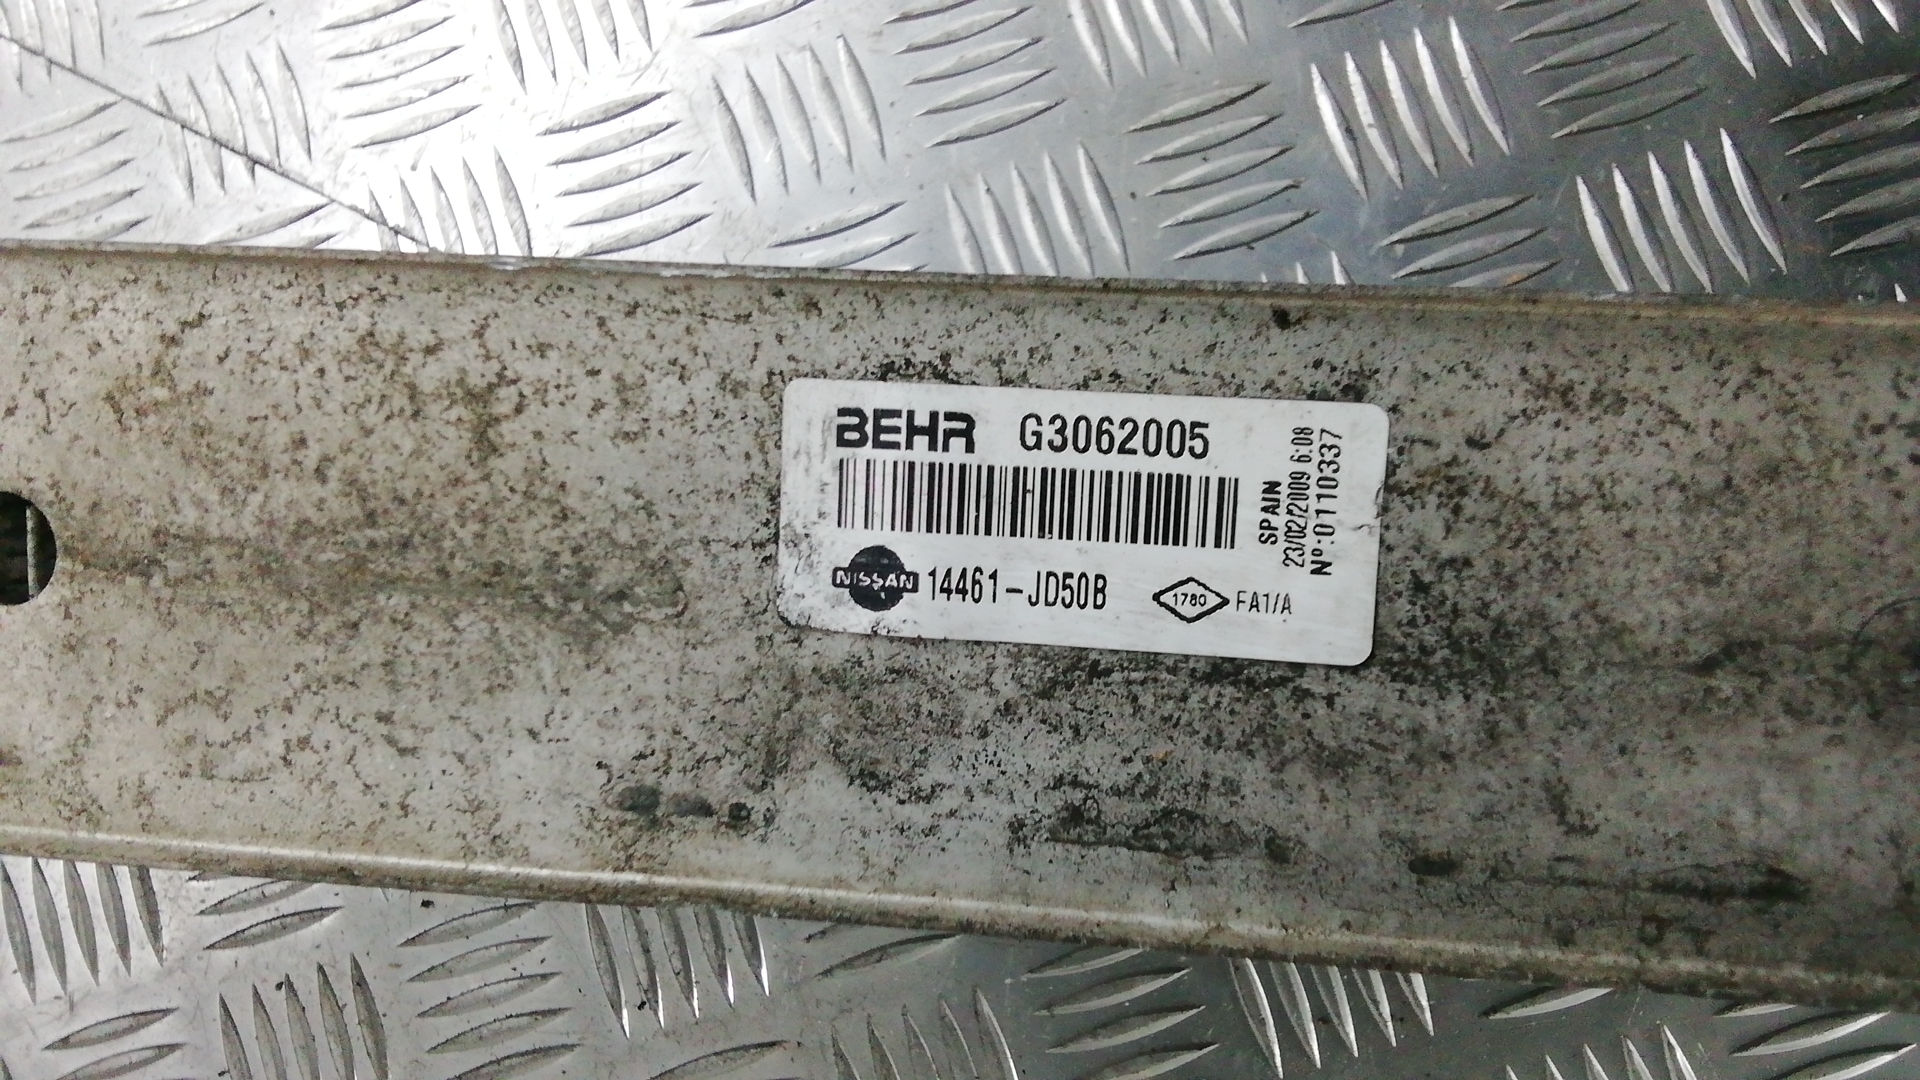 BEHR G3062005
NISSAN 14461-JD50B 1780 FA1/A
SPAIN
23/02/2009 6:08
Nº:01110337